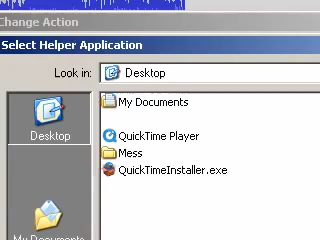 Change Action
Select Helper Application
Look in: Desktop
My Documents
Desktop
QuickTime Player
Mess
QuickTimeInstaller.exe
My Documents